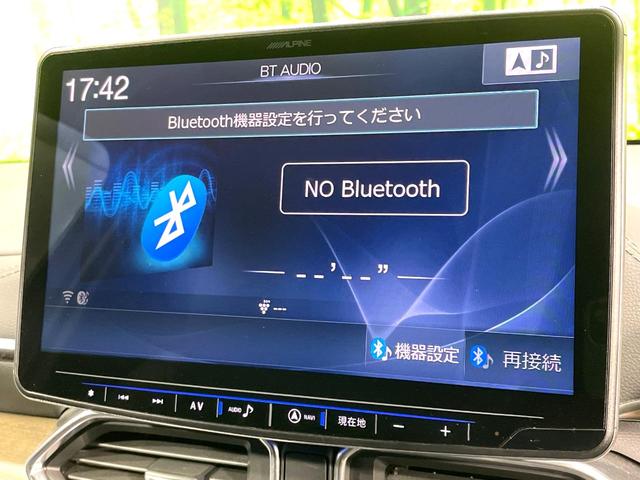 ALPINE
BT AUDIO
17:42
Bluetooth機器設定を行ってください
NO Bluetooth
--'--"
機器設定
再接続
AV
AUDIO
NAVI
現在地